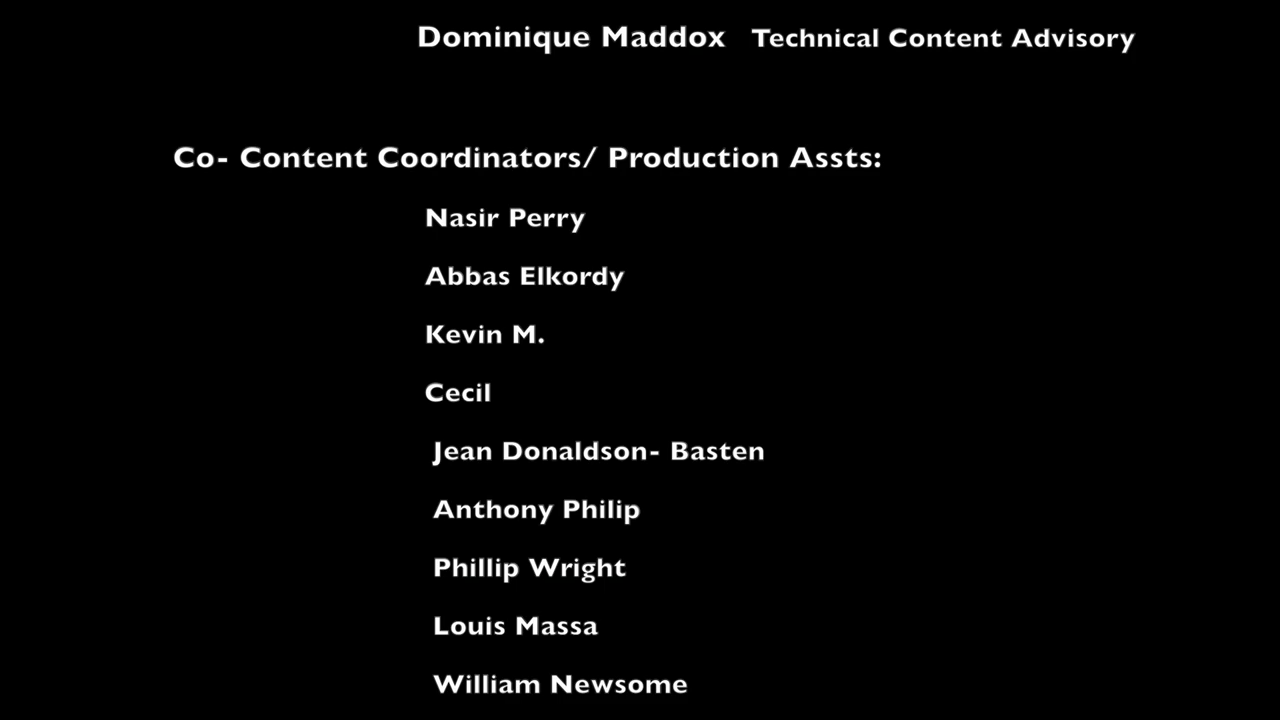 Dominique Maddox Technical Content Advisory
Co- Content Coordinators/ Production Assts:
Nasir Perry
Abbas Elkordy
Kevin M.
Cecil
Jean Donaldson- Basten
Anthony Philip
Phillip Wright
Louis Massa
William Newsome